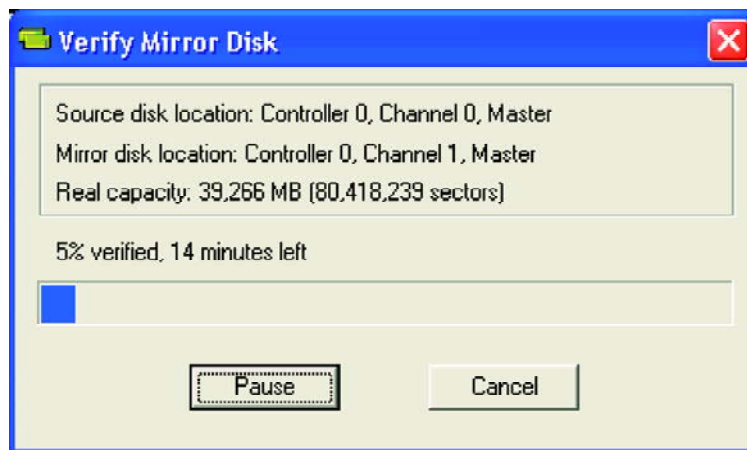 Verify Mirror Disk
Source disk location: Controller 0, Channel 0, Master
Mirror disk location: Controller 0, Channel 1, Master
Real capacity: 39,266 MB (80,418,239 sectors)
5% verified, 14 minutes left
Pause
Cancel